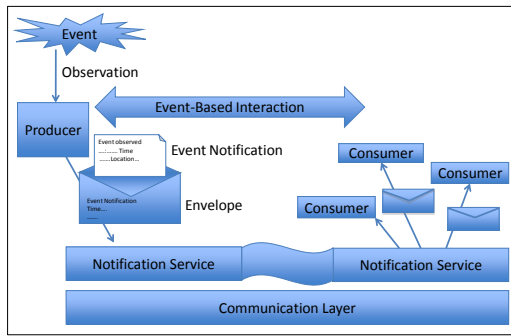 Event
Observation
Event-Based Interaction
Producer
Event observed
....:....... Time
.......Location...
Event Notification
Envelope
Event Notification
Time....
......
Consumer
Consumer
Consumer
Notification Service
Notification Service
Communication Layer